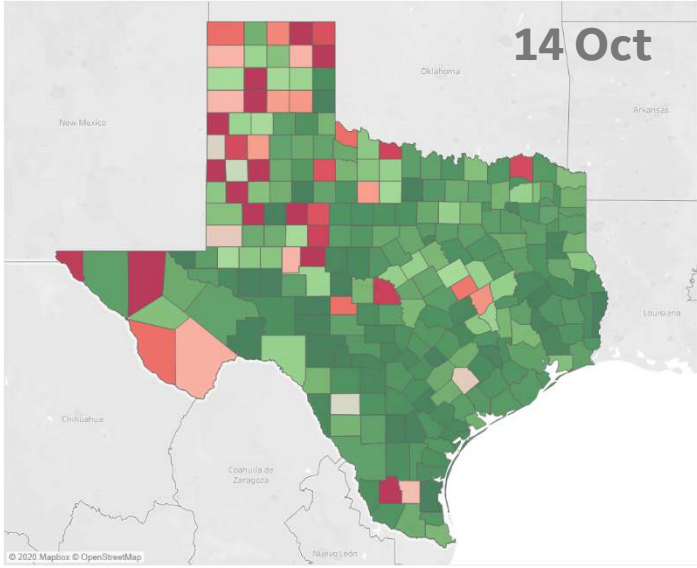 14 Oct
Oklahoma
Arkansas
New Mexico
Louisiana
Chihuahua
Coahuila de
Zaragoza
Nuevo León
© 2020 Mapbox © OpenStreetMap